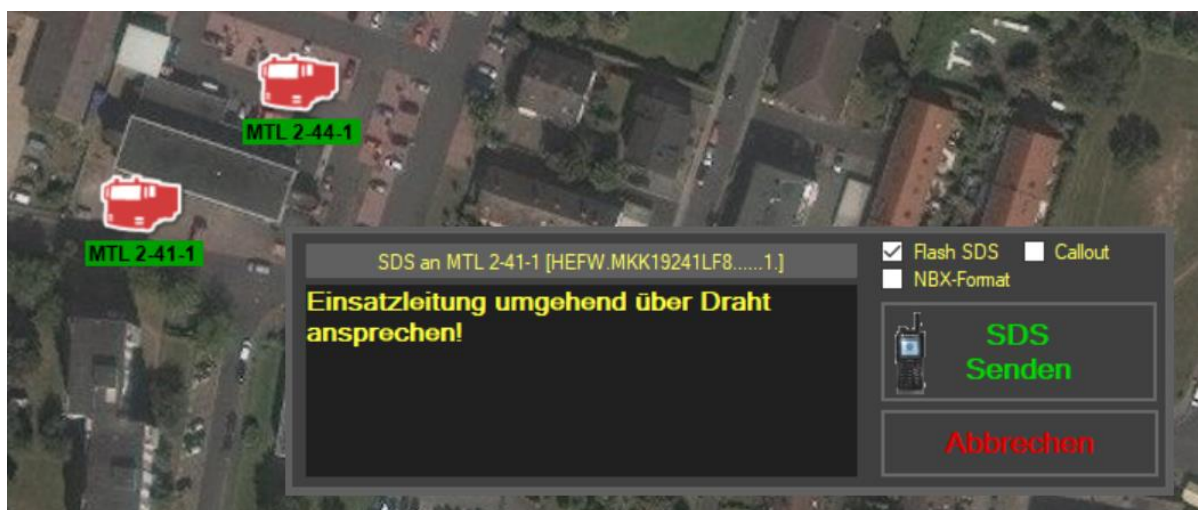 MTL 2-44-1
MTL 2-41-1
SDS an MTL 2-41-1 [HEFW.MKK19241LF8......1.]
Flash SDS
Callout
NBX-Format
Einsatzleitung umgehend über Draht
ansprechen!
SDS
Senden
Abbrechen